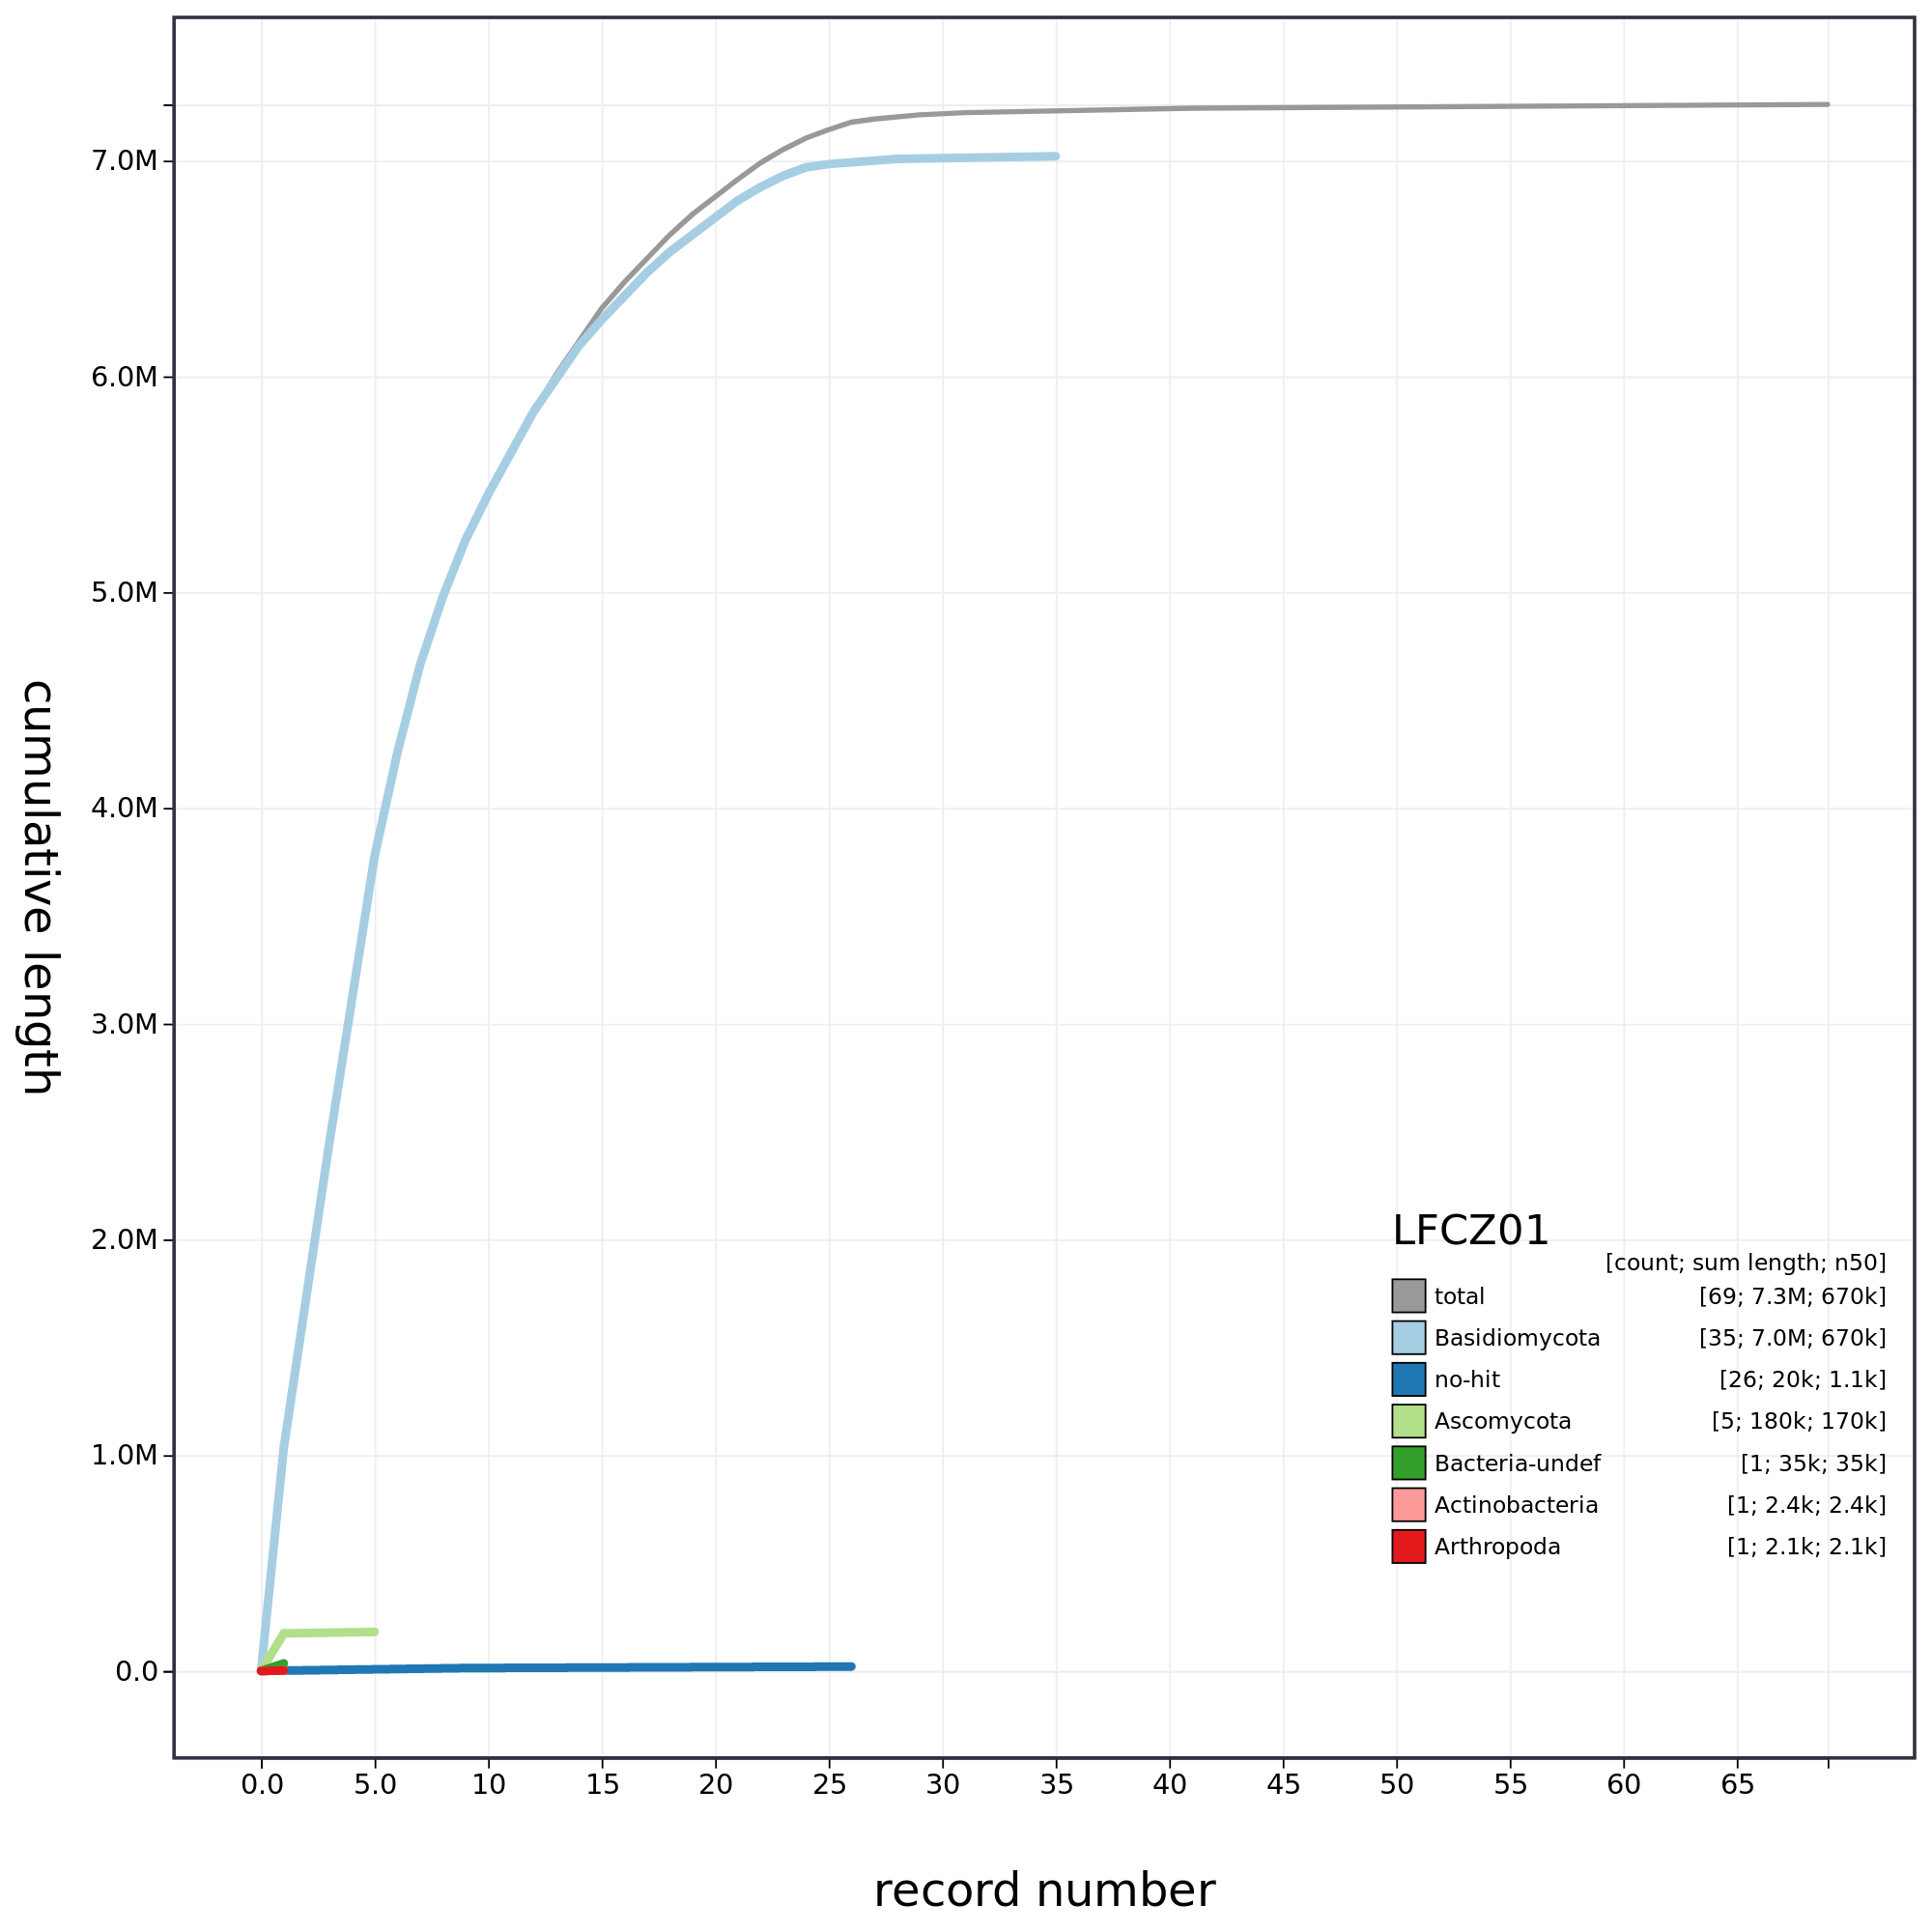 7.0M
6.0M
5.0M
4.0M
3.0M
2.0M
1.0M
0.0
cumulative length
LFCZ01
[count; sum length; n50]
total [69; 7.3M; 670k]
Basidiomycota [35; 7.0M; 670k]
no-hit [26; 20k; 1.1k]
Ascomycota [5; 180k; 170k]
Bacteria-undef [1; 35k; 35k]
Actinobacteria [1; 2.4k; 2.4k]
Arthropoda [1; 2.1k; 2.1k]
0.0 5.0 10 15 20 25 30 35 40 45 50 55 60 65
record number